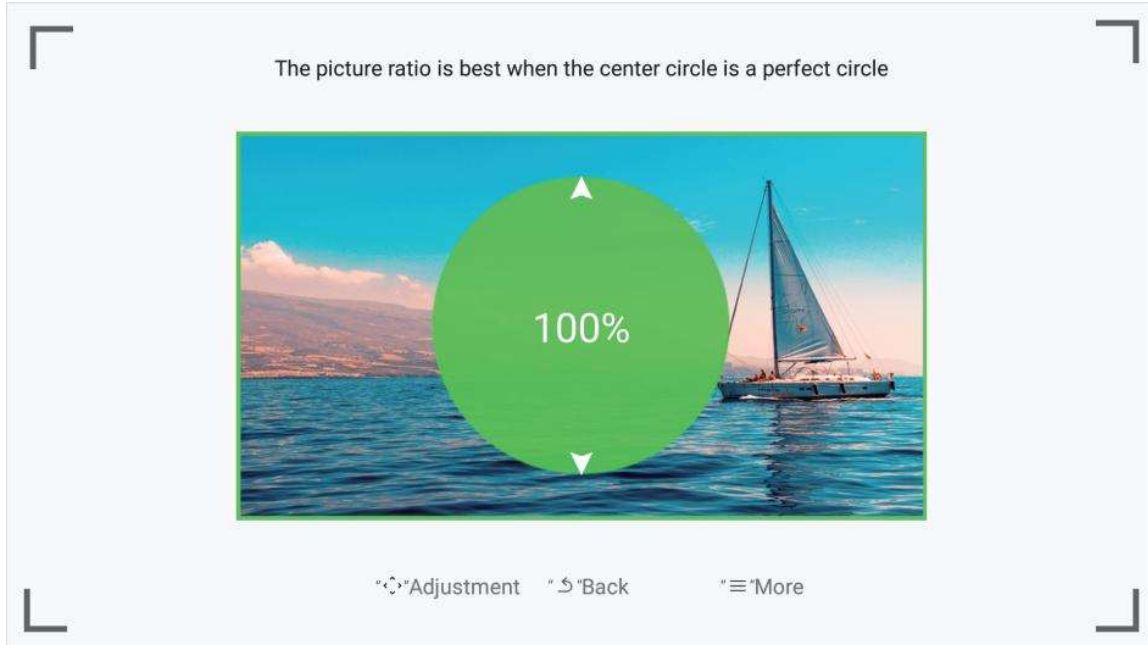 The picture ratio is best when the center circle is a perfect circle
100%
" "Adjustment " "Back " "More